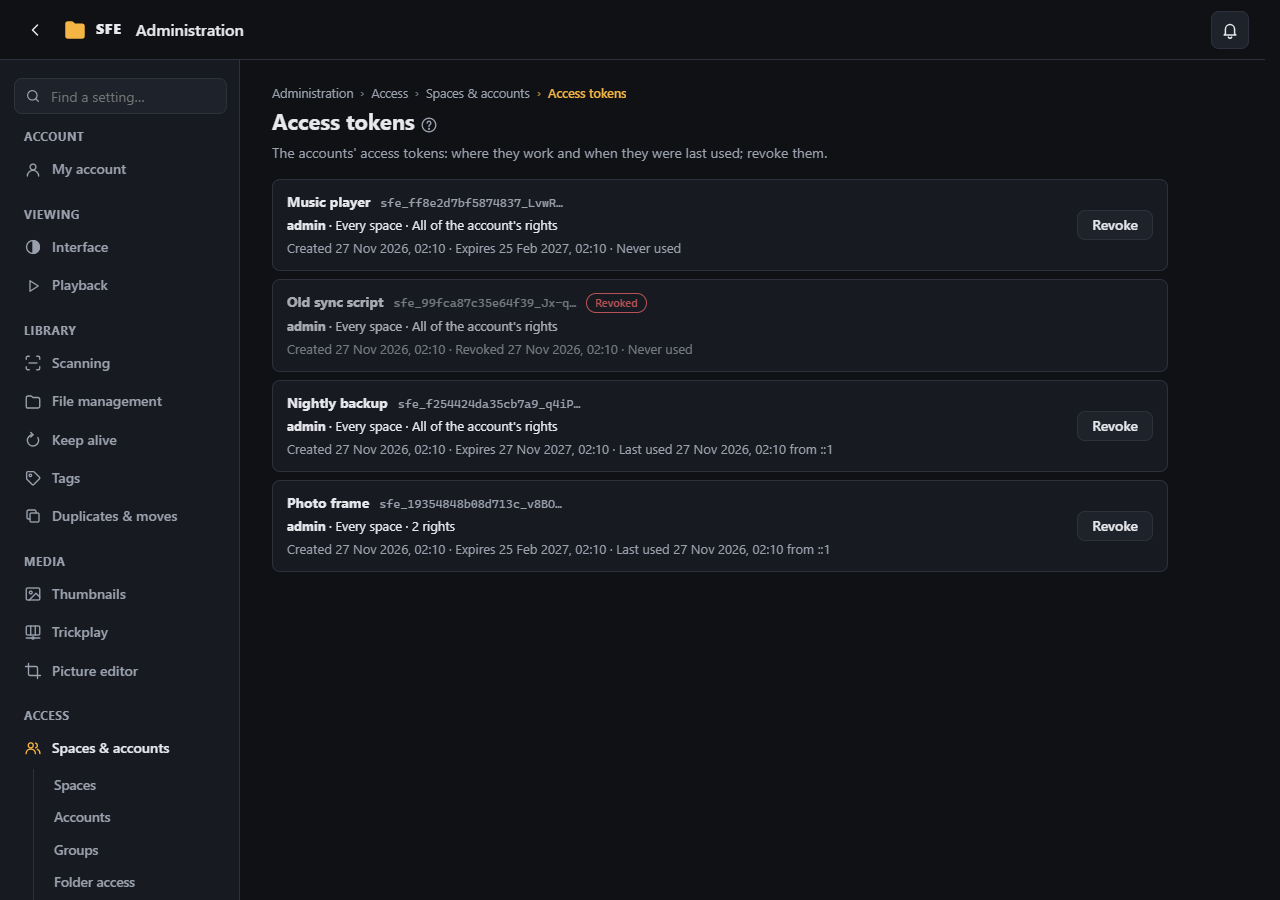 SFE Administration
Find a setting...
ACCOUNT
My account
VIEWING
Interface
Playback
LIBRARY
Scanning
File management
Keep alive
Tags
Duplicates & moves
MEDIA
Thumbnails
Trickplay
Picture editor
ACCESS
Spaces & accounts
Spaces
Accounts
Groups
Folder access
Administration › Access › Spaces & accounts › Access tokens
Access tokens ?
The accounts' access tokens: where they work and when they were last used; revoke them.
Music player sfe_ff8e2d7bf5874837_LvwR…
admin · Every space · All of the account's rights
Created 27 Nov 2026, 02:10 · Expires 25 Feb 2027, 02:10 · Never used
Revoke
Old sync script sfe_99fca87c35e64f39_Jx-q… Revoked
admin · Every space · All of the account's rights
Created 27 Nov 2026, 02:10 · Revoked 27 Nov 2026, 02:10 · Never used
Nightly backup sfe_f254424da35cb7a9_q4iP…
admin · Every space · All of the account's rights
Created 27 Nov 2026, 02:10 · Expires 27 Nov 2027, 02:10 · Last used 27 Nov 2026, 02:10 from ::1
Revoke
Photo frame sfe_19354848b08d713c_v8BO…
admin · Every space · 2 rights
Created 27 Nov 2026, 02:10 · Expires 25 Feb 2027, 02:10 · Last used 27 Nov 2026, 02:10 from ::1
Revoke